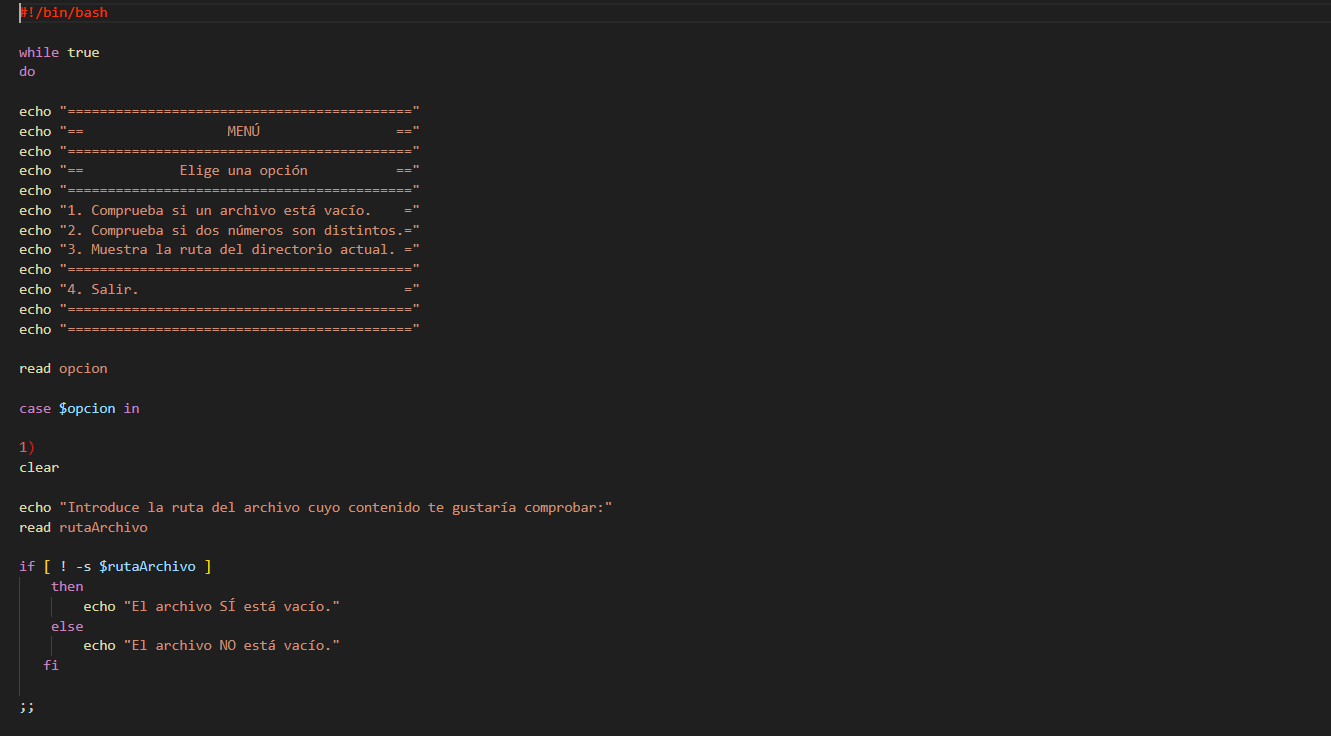 #!/bin/bash
while true
do
echo "==========================================="
echo "==                  MENÚ                 =="
echo "==========================================="
echo "==            Elige una opción           =="
echo "==========================================="
echo "1. Comprueba si un archivo está vacío.    ="
echo "2. Comprueba si dos números son distintos.="
echo "3. Muestra la ruta del directorio actual. ="
echo "==========================================="
echo "4. Salir.                                 ="
echo "==========================================="
echo "==========================================="
read opcion
case $opcion in
1)
clear
echo "Introduce la ruta del archivo cuyo contenido te gustaría comprobar:"
read rutaArchivo
if [ ! -s $rutaArchivo ]
    then
        echo "El archivo SÍ está vacío."
    else
        echo "El archivo NO está vacío."
   fi
;;